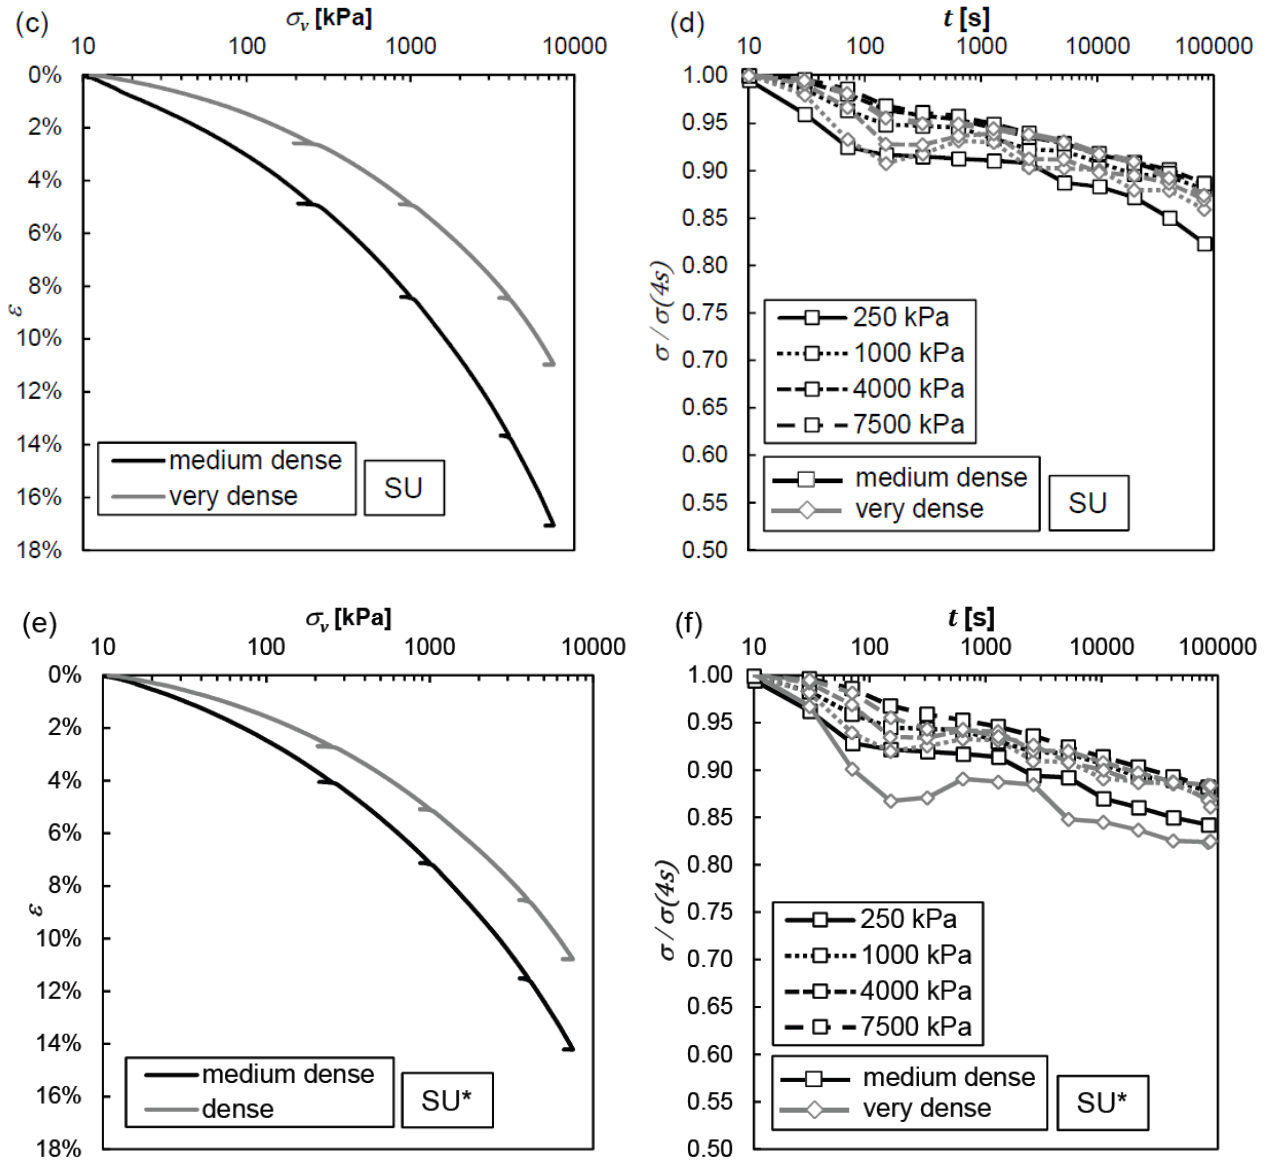 (c)
σv [kPa]
10 100 1000 10000
0%
2%
4%
6%
8%
10%
12%
14%
16%
18%
ε
medium dense
very dense
SU
(d)
t [s]
10 100 1000 10000 100000
1.00
0.95
0.90
0.85
0.80
0.75
0.70
0.65
0.60
0.55
0.50
σ / σ(4s)
250 kPa
1000 kPa
4000 kPa
7500 kPa
medium dense
very dense
SU
(e)
σv [kPa]
10 100 1000 10000
0%
2%
4%
6%
8%
10%
12%
14%
16%
18%
ε
medium dense
dense
SU*
(f)
t [s]
10 100 1000 10000 100000
1.00
0.95
0.90
0.85
0.80
0.75
0.70
0.65
0.60
0.55
0.50
σ / σ(4s)
250 kPa
1000 kPa
4000 kPa
7500 kPa
medium dense
very dense
SU*